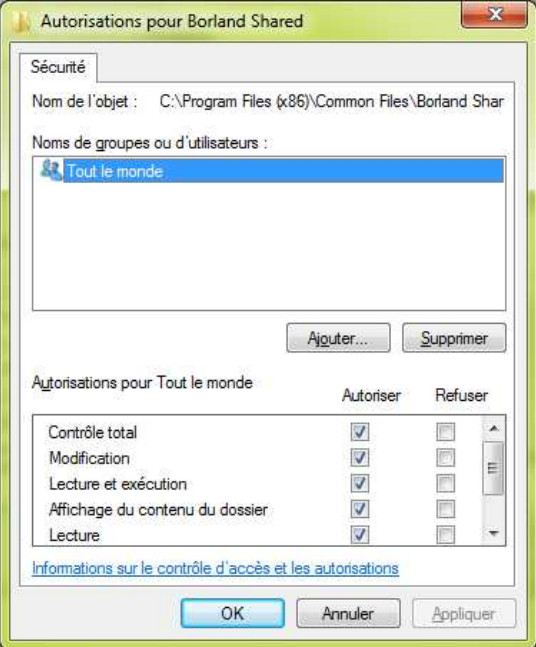 Autorisations pour Borland Shared
Sécurité
Nom de l'objet : C:\Program Files (x86)\Common Files\Borland Shar
Noms de groupes ou d'utilisateurs :
Tout le monde
Ajouter... Supprimer
Autorisations pour Tout le monde Autoriser Refuser
Contrôle total
Modification
Lecture et exécution
Affichage du contenu du dossier
Lecture
Informations sur le contrôle d'accès et les autorisations
OK Annuler Appliquer